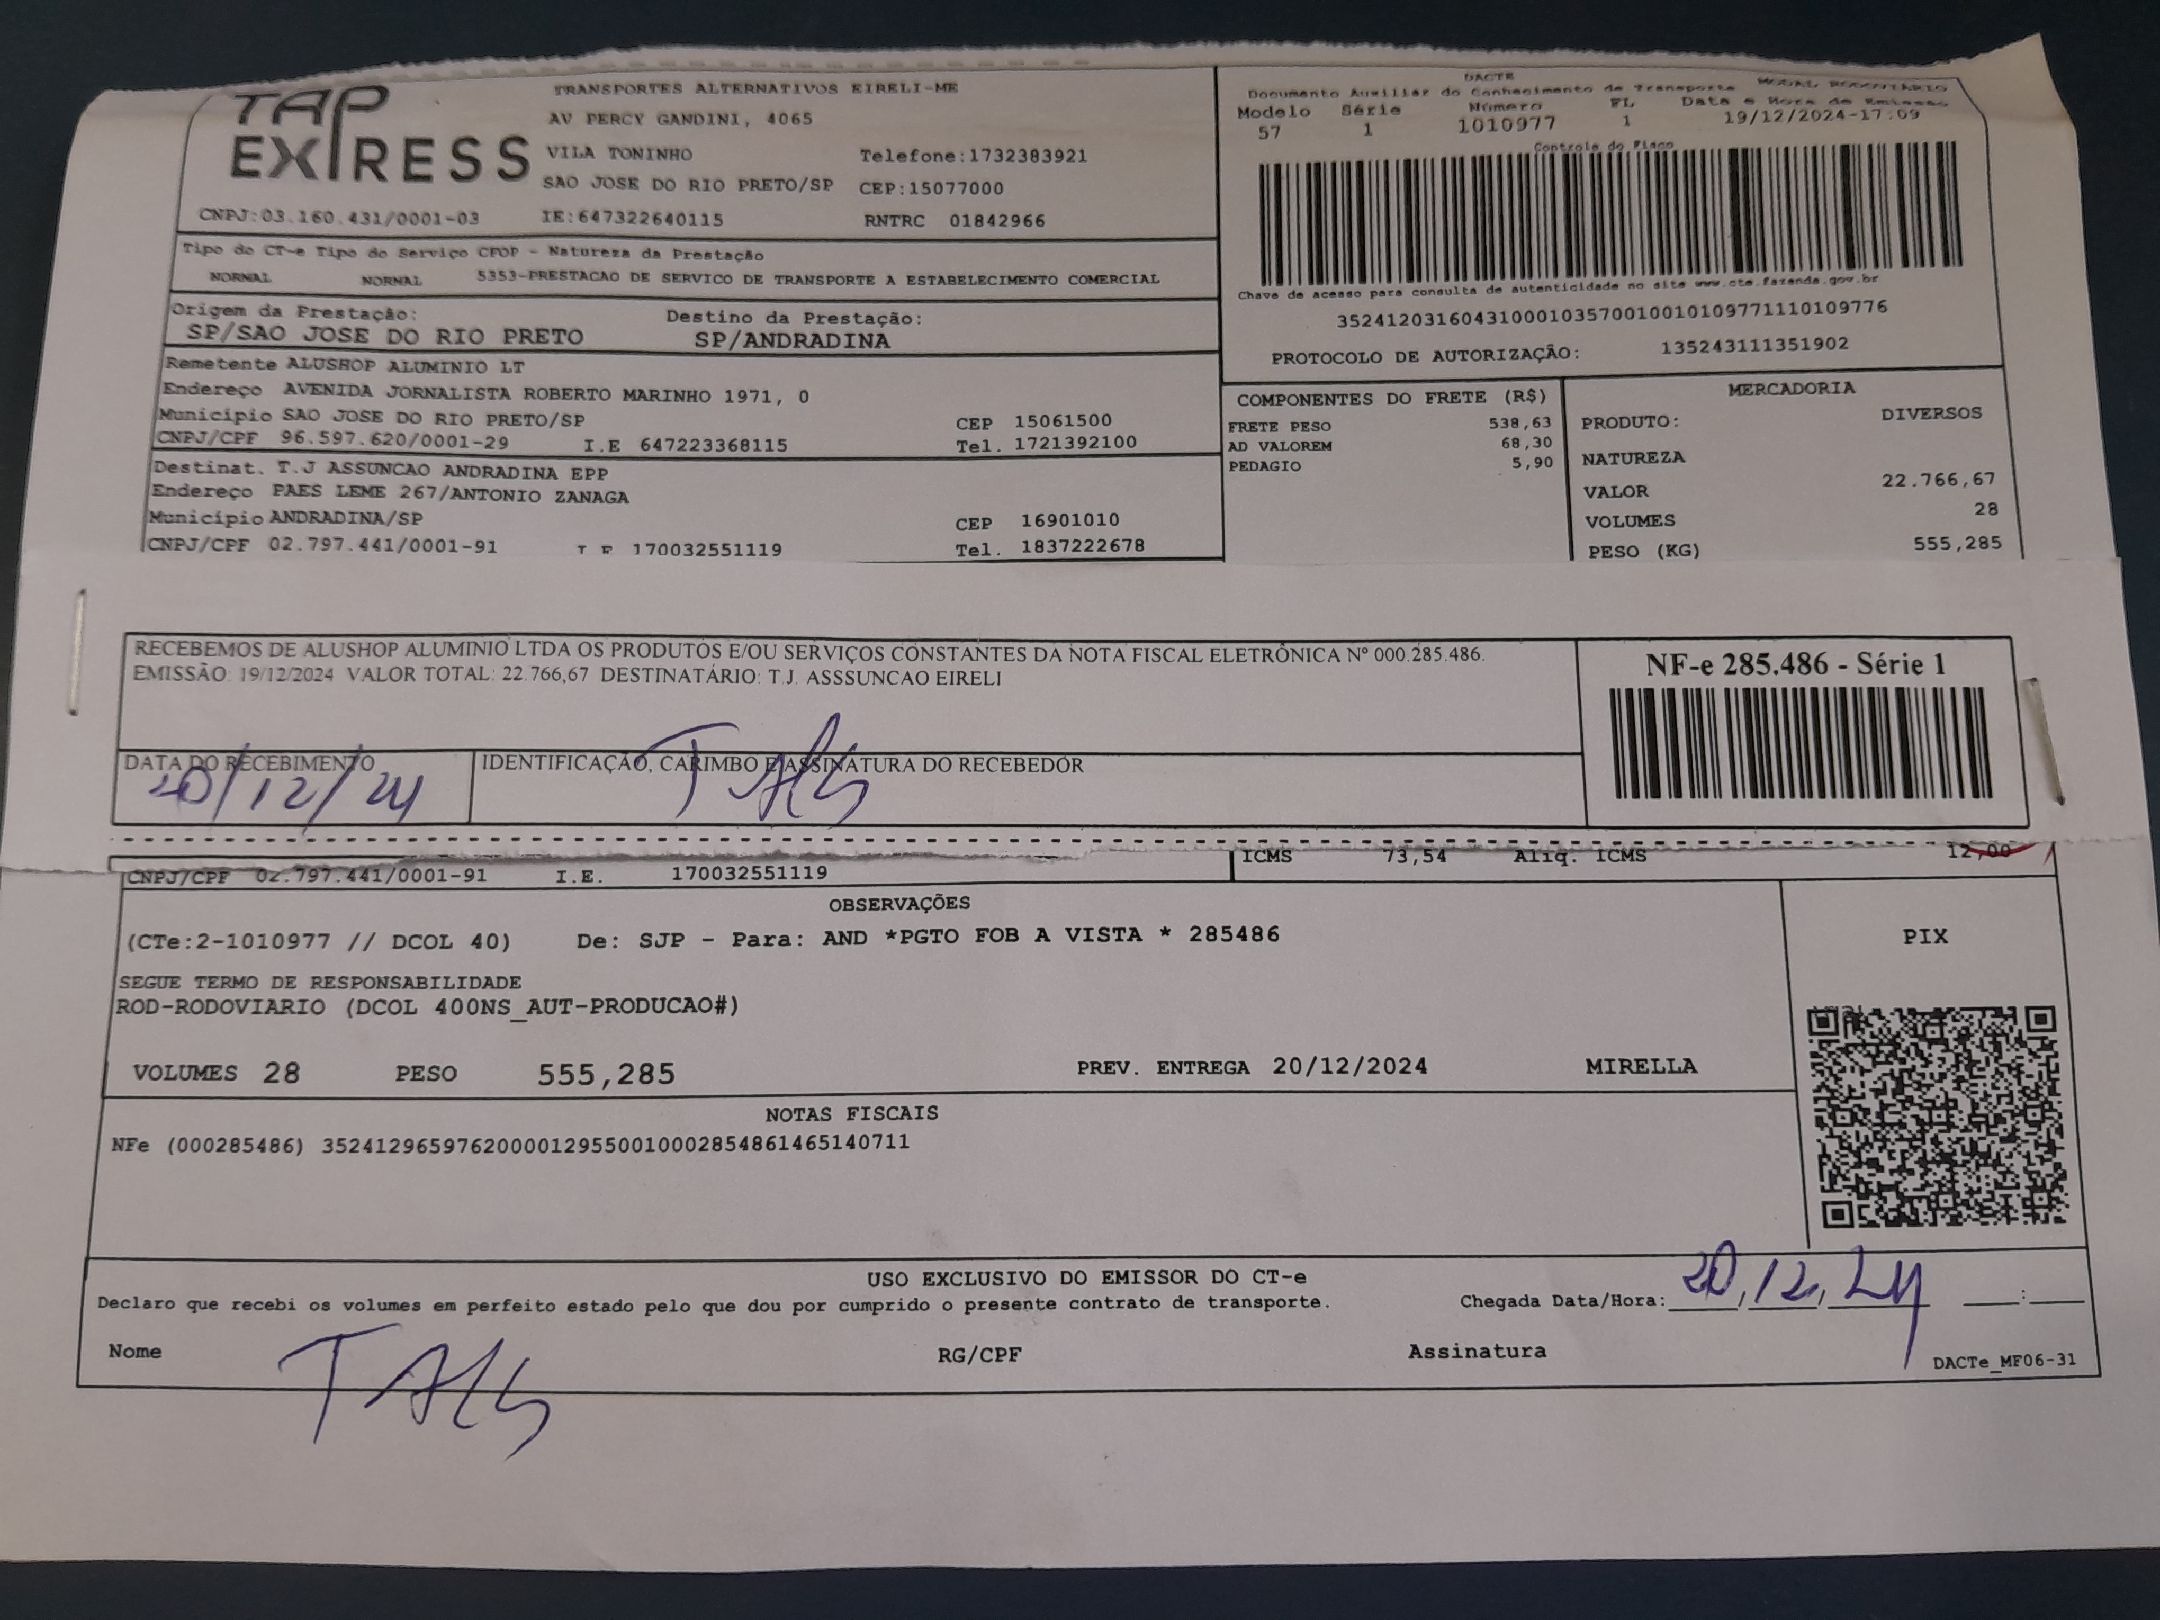 TAP EXPRESS
TRANSPORTES ALTERNATIVOS EIRELI-ME
AV PERCY GANDINI, 4065
VILA TONINHO Telefone:1732383921
SAO JOSE DO RIO PRETO/SP CEP:15077000
CNPJ:03.160.431/0001-03 IE:647322640115 RNTRC 01842966
Tipo do CT-e Tipo do Serviço CFOP - Natureza da Prestação
NORMAL NORMAL 5353-PRESTACAO DE SERVICO DE TRANSPORTE A ESTABELECIMENTO COMERCIAL
Origem da Prestação: Destino da Prestação:
SP/SAO JOSE DO RIO PRETO SP/ANDRADINA
Remetente ALUSHOP ALUMINIO LT
Endereço AVENIDA JORNALISTA ROBERTO MARINHO 1971, 0
Município SAO JOSE DO RIO PRETO/SP CEP 15061500
CNPJ/CPF 96.597.620/0001-29 I.E 647223368115 Tel. 1721392100
Destinat. T.J ASSUNCAO ANDRADINA EPP
Endereço PAES LEME 267/ANTONIO ZANAGA
Município ANDRADINA/SP CEP 16901010
CNPJ/CPF 02.797.441/0001-91 I E 170032551119 Tel. 1837222678
DACTE
Documento Auxiliar do Conhecimento de Transporte MODAL RODOVIÁRIO
Modelo Série Número FL Data e Hora de Emissão
57 1 1010977 1 19/12/2024-17:09
Controle do Fisco
Chave de acesso para consulta de autenticidade no site www.cte.fazenda.gov.br
35241203160431000103570010010109771110109776
PROTOCOLO DE AUTORIZAÇÃO: 135243111351902
COMPONENTES DO FRETE (R$)
FRETE PESO 538,63
AD VALOREM 68,30
PEDAGIO 5,90
MERCADORIA
PRODUTO: DIVERSOS
NATUREZA
VALOR 22.766,67
VOLUMES 28
PESO (KG) 555,285
RECEBEMOS DE ALUSHOP ALUMINIO LTDA OS PRODUTOS E/OU SERVIÇOS CONSTANTES DA NOTA FISCAL ELETRÔNICA Nº 000.285.486.
EMISSÃO: 19/12/2024 VALOR TOTAL: 22.766,67 DESTINATÁRIO: T.J. ASSSUNCAO EIRELI
NF-e 285.486 - Série 1
DATA DO RECEBIMENTO IDENTIFICAÇÃO, CARIMBO E ASSINATURA DO RECEBEDOR
20/12/24
CNPJ/CPF 02.797.441/0001-91 I.E. 170032551119
ICMS 73,54 Aliq. ICMS 12,00
OBSERVAÇÕES
(CTe:2-1010977 // DCOL 40) De: SJP - Para: AND *PGTO FOB A VISTA * 285486
SEGUE TERMO DE RESPONSABILIDADE
ROD-RODOVIARIO (DCOL 400NS_AUT-PRODUCAO#)
VOLUMES 28 PESO 555,285 PREV. ENTREGA 20/12/2024 MIRELLA
PIX
NOTAS FISCAIS
NFe (000285486) 35241296597620000129550010002854861465140711
USO EXCLUSIVO DO EMISSOR DO CT-e
Declaro que recebi os volumes em perfeito estado pelo que dou por cumprido o presente contrato de transporte. Chegada Data/Hora: 20,12,24 ___:___
Nome RG/CPF Assinatura DACTe_MF06-31